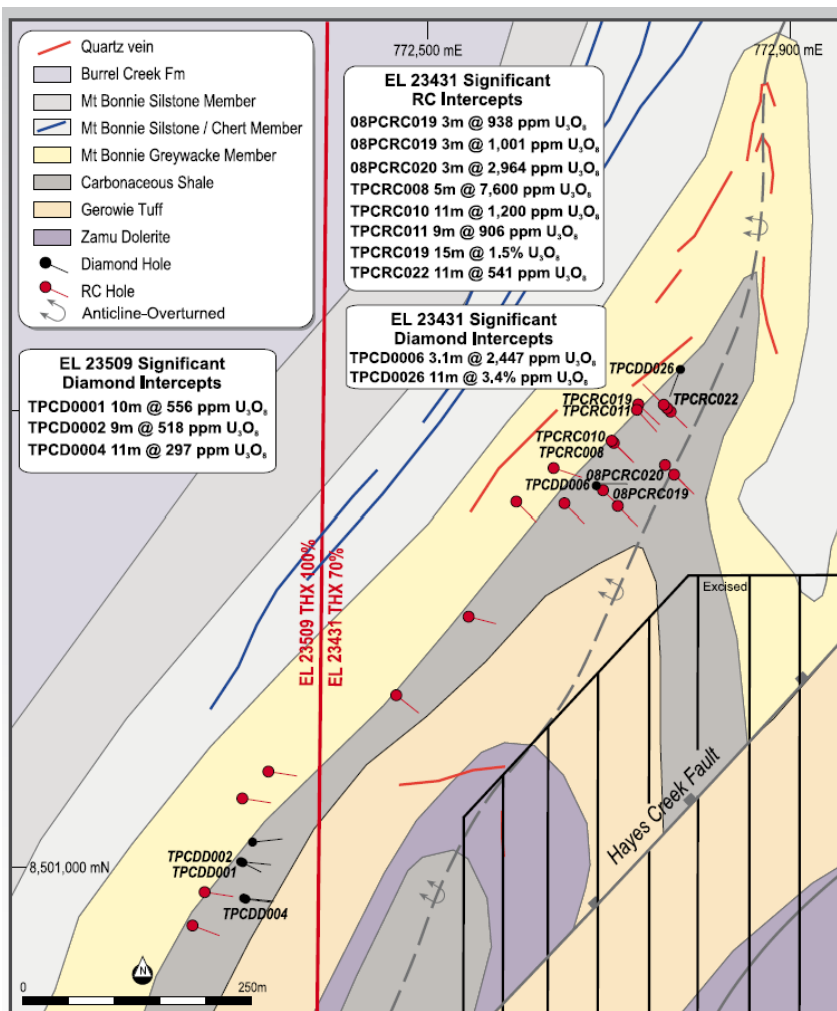 Quartz vein
Burrel Creek Fm
Mt Bonnie Silstone Member
Mt Bonnie Silstone / Chert Member
Mt Bonnie Greywacke Member
Carbonaceous Shale
Gerowie Tuff
Zamu Dolerite
Diamond Hole
RC Hole
Anticline-Overturned
772,500 mE
772,900 mE
EL 23431 Significant
RC Intercepts
08PCRC019 3m @ 938 ppm U₃O₈
08PCRC019 3m @ 1,001 ppm U₃O₈
08PCRC020 3m @ 2,964 ppm U₃O₈
TPCRC008 5m @ 7,600 ppm U₃O₈
TPCRC010 11m @ 1,200 ppm U₃O₈
TPCRC011 9m @ 906 ppm U₃O₈
TPCRC019 15m @ 1.5% U₃O₈
TPCRC022 11m @ 541 ppm U₃O₈
EL 23431 Significant
Diamond Intercepts
TPCD0006 3.1m @ 2,447 ppm U₃O₈
TPCD0026 11m @ 3.4% U₃O₈
EL 23509 Significant
Diamond Intercepts
TPCD0001 10m @ 556 ppm U₃O₈
TPCD0002 9m @ 518 ppm U₃O₈
TPCD0004 11m @ 297 ppm U₃O₈
TPCDD026
TPCRC019
TPCRC011
TPCRC022
TPCRC010
TPCRC008
TPCDD006
08PCRC020
08PCRC019
EL 23509 THX 100%
EL 23431 THX 70%
Excised
Hayes Creek Fault
8,501,000 mN
TPCDD002
TPCDD001
TPCDD004
N
0
250m